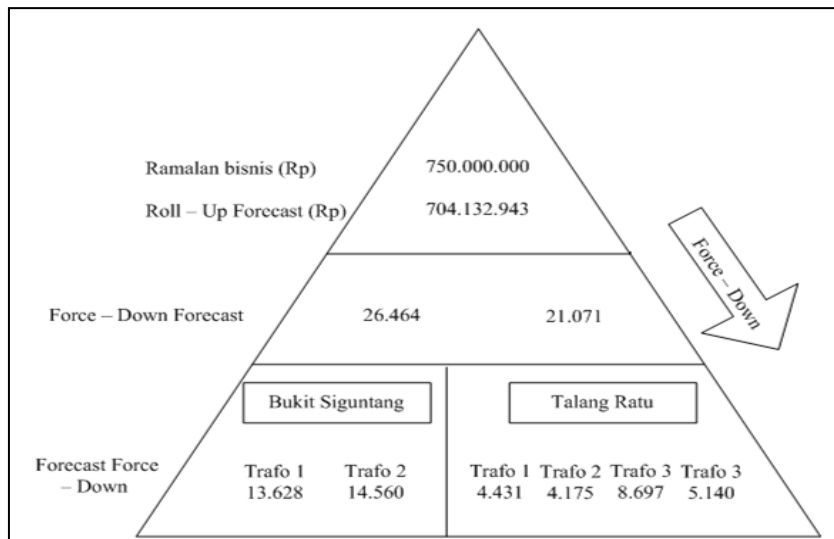 Ramalan bisnis (Rp) 750.000.000
Roll – Up Forecast (Rp) 704.132.943
Force – Down
Force – Down Forecast 26.464 21.071
Bukit Siguntang Talang Ratu
Forecast Force
– Down
Trafo 1 Trafo 2 Trafo 1 Trafo 2 Trafo 3 Trafo 3
13.628 14.560 4.431 4.175 8.697 5.140